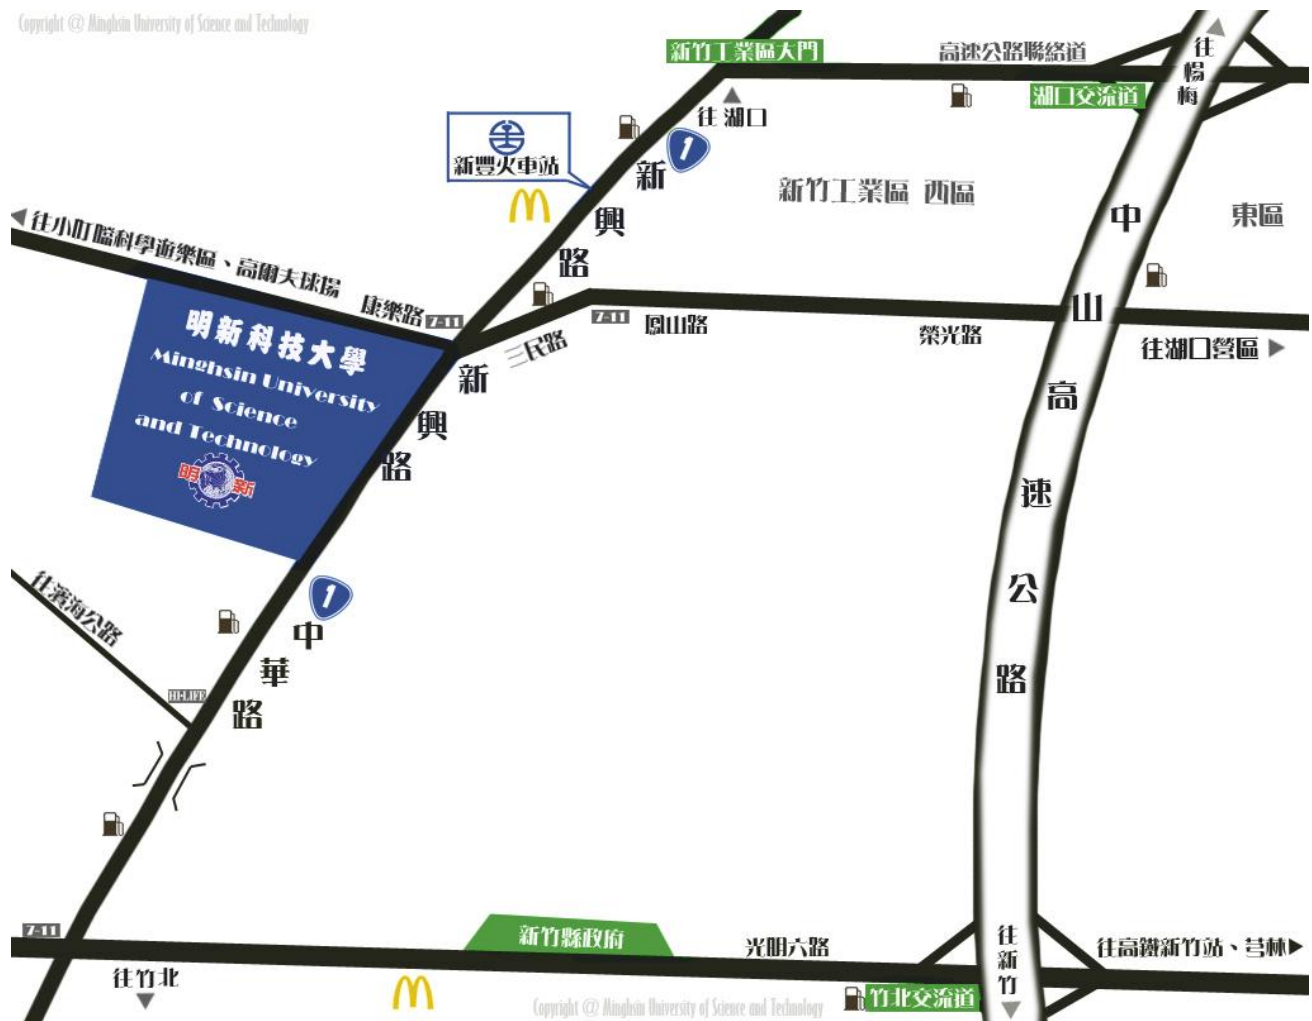 Copyright @ Minghsin University of Science and Technology
新竹工業區大門
高速公路聯絡道
往楊梅
湖口交流道
往湖口
1
新豐火車站
新興路
新竹工業區 西區
東區
往小叮噹科學遊樂區、高爾夫球場
康樂路
7-11
三民路
7-11
鳳山路
榮光路
往湖口營區
中山高速公路
明新科技大學
Minghsin University
of Science
and Technology
明新
新興路
往濱海公路
1
中華路
HI-LIFE
7-11
往竹北
新竹縣政府
光明六路
往新竹
往高鐵新竹站、芎林
竹北交流道
Copyright @ Minghsin University of Science and Technology